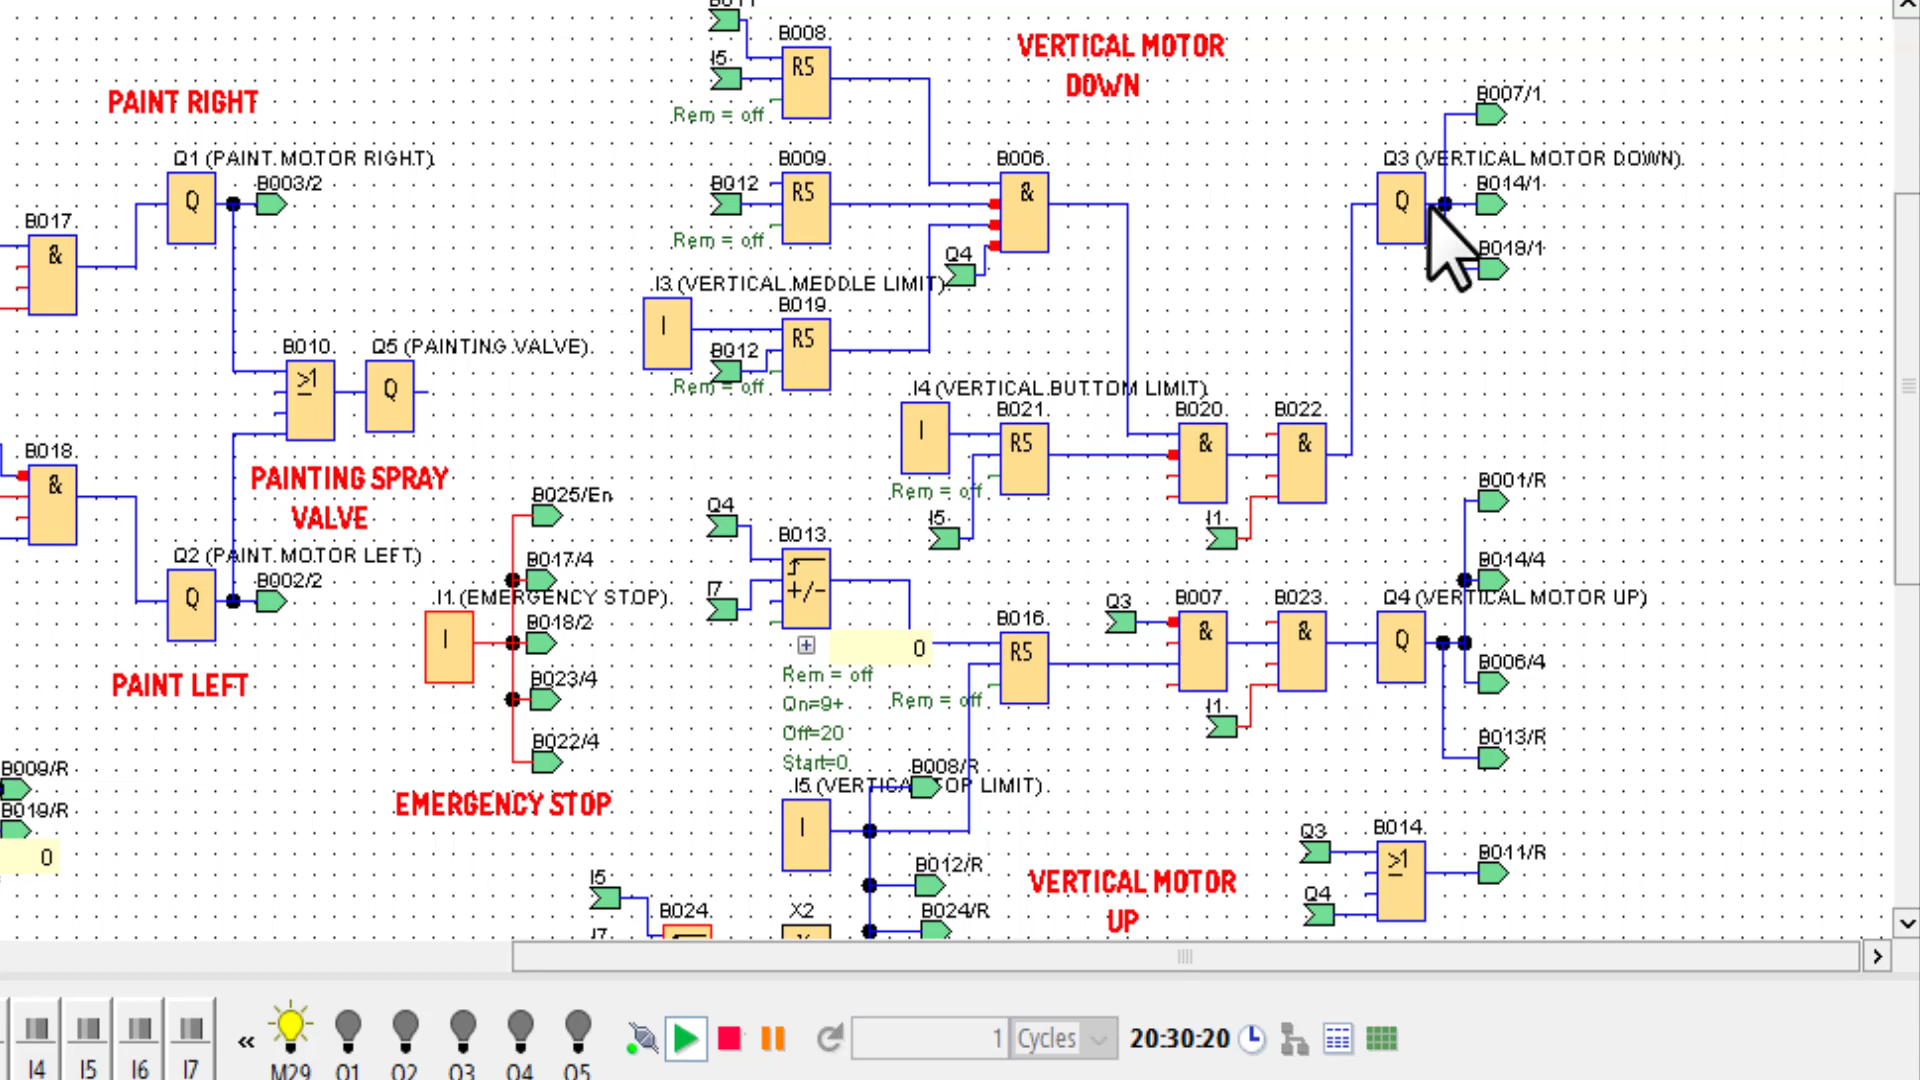 B008
I5
RS
Rem = off
VERTICAL MOTOR
DOWN
PAINT RIGHT
Q1 (PAINT MOTOR RIGHT)
Q
B003/2
B017
&
B009
B012
RS
Rem = off
B006
&
Q4
B007/1
Q3 (VERTICAL MOTOR DOWN)
Q
B014/1
B018/1
I3 (VERTICAL MEDDLE LIMIT)
I
B019
RS
B012
Rem = off
B010
>1
Q5 (PAINTING VALVE)
Q
I4 (VERTICAL BUTTOM LIMIT)
I
B021
RS
Rem = off
I5
B020
&
B022
&
I1
B018
&
PAINTING SPRAY
VALVE
Q2 (PAINT MOTOR LEFT)
Q
B002/2
PAINT LEFT
B025/En
B017/4
I1 (EMERGENCY STOP)
I
B018/2
B023/4
B022/4
EMERGENCY STOP
Q4
I7
B013
+/-
0
Rem = off
On=9+
Off=20
Start=0
B016
RS
Rem = off
Q3
B007
&
B023
&
I1
B001/R
B014/4
Q4 (VERTICAL MOTOR UP)
Q
B006/4
B013/R
B009/R
B019/R
0
B008/R
I5 (VERTICAL TOP LIMIT)
I
B012/R
B024/R
I5
I7
B024
X2
VERTICAL MOTOR
UP
Q3
Q4
B014
>1
B011/R
I4 I5 I6 I7 « M29 Q1 Q2 Q3 Q4 Q5 1 Cycles 20:30:20